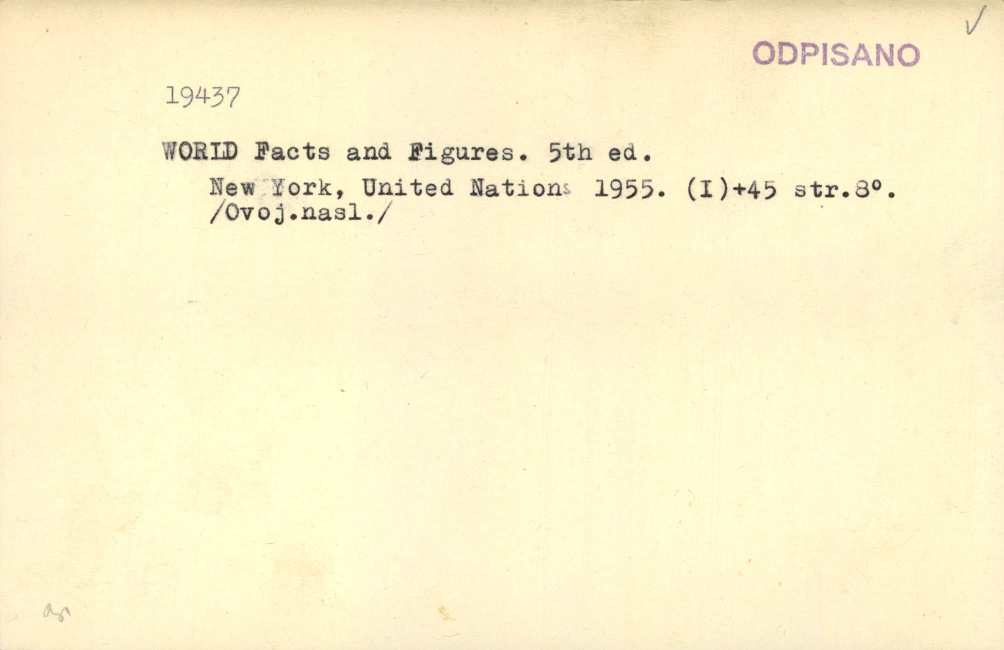 ODPISANO
19437
WORLD Facts and Figures. 5th ed.
New York, United Nations 1955. (I)+45 str.8°.
/Ovoj.nasl./